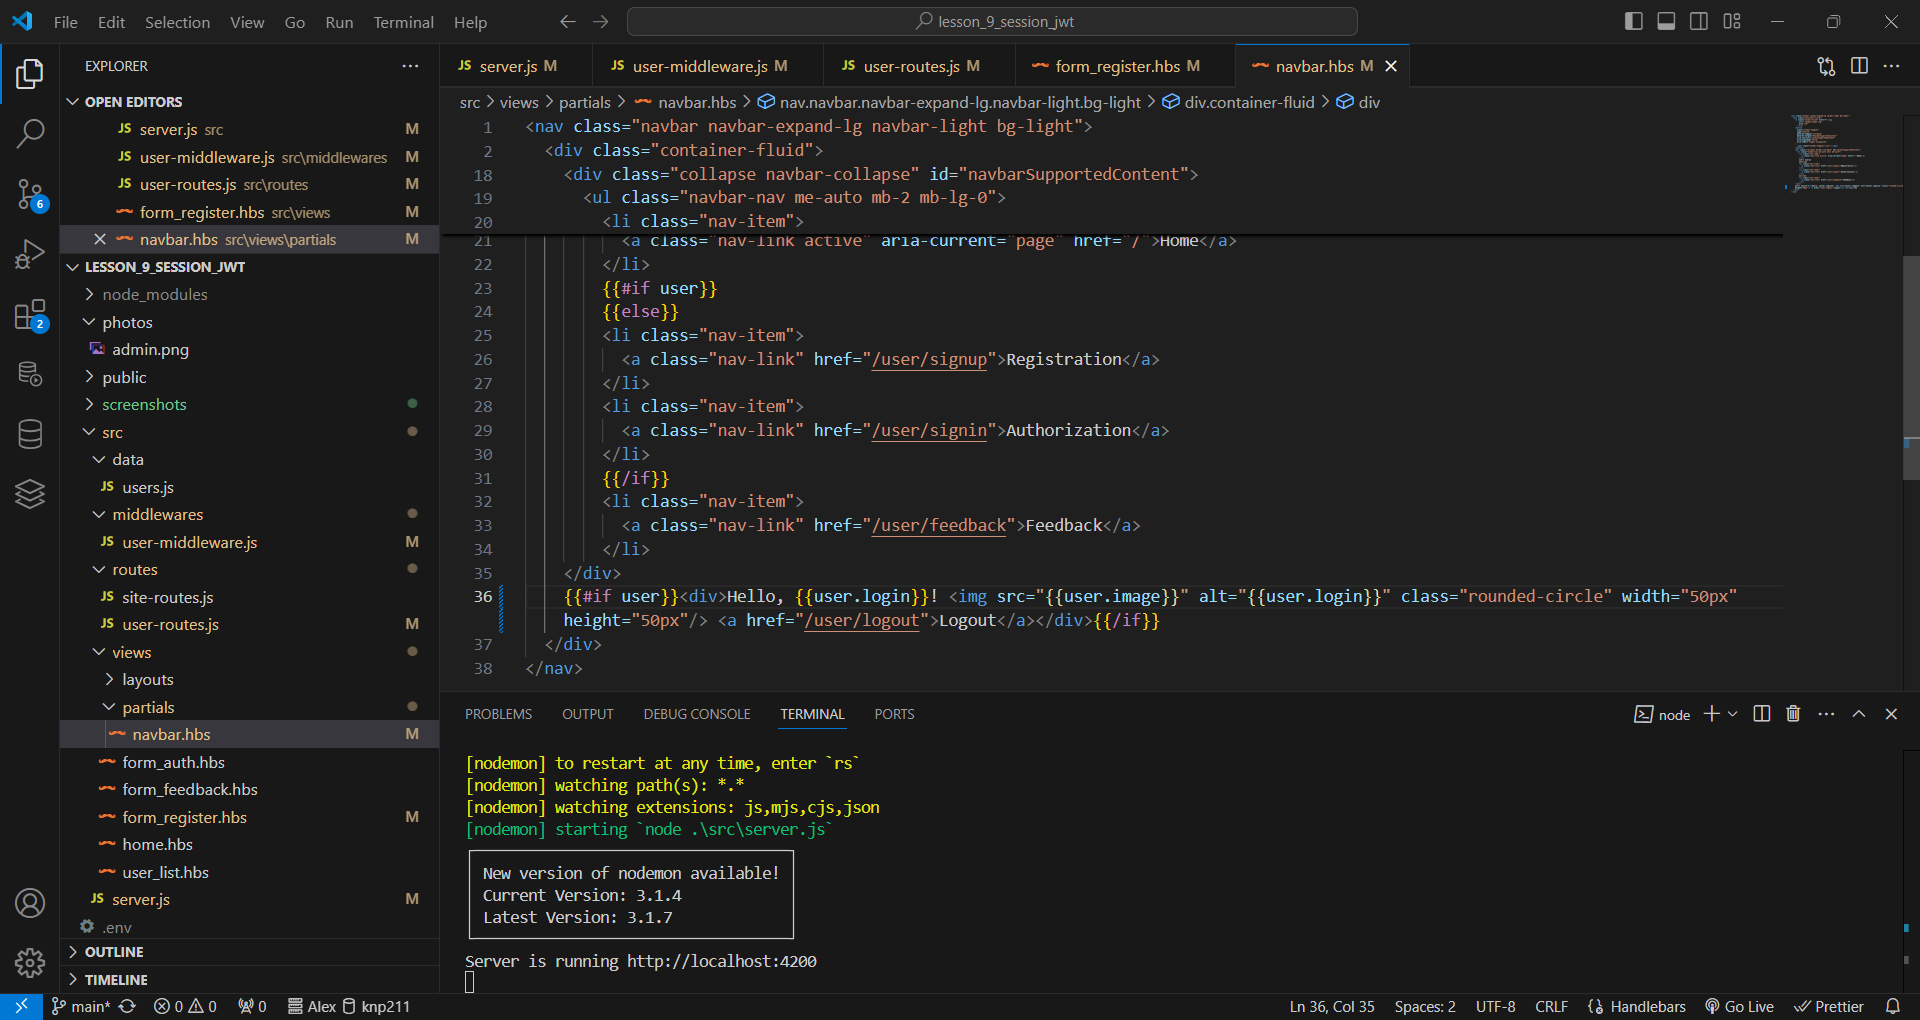 File Edit Selection View Go Run Terminal Help
lesson_9_session_jwt
EXPLORER
OPEN EDITORS
JS server.js src M
JS user-middleware.js src\middlewares M
JS user-routes.js src\routes M
form_register.hbs src\views M
navbar.hbs src\views\partials M
LESSON_9_SESSION_JWT
node_modules
photos
admin.png
public
screenshots
src
data
JS users.js
middlewares
JS user-middleware.js M
routes
JS site-routes.js
JS user-routes.js M
views
layouts
partials
navbar.hbs M
form_auth.hbs
form_feedback.hbs
form_register.hbs M
home.hbs
user_list.hbs
JS server.js M
.env
OUTLINE
TIMELINE
6
2
JS server.js M JS user-middleware.js M JS user-routes.js M form_register.hbs M navbar.hbs M
src > views > partials > navbar.hbs > nav.navbar.navbar-expand-lg.navbar-light.bg-light > div.container-fluid > div
1 <nav class="navbar navbar-expand-lg navbar-light bg-light">
2 <div class="container-fluid">
18 <div class="collapse navbar-collapse" id="navbarSupportedContent">
19 <ul class="navbar-nav me-auto mb-2 mb-lg-0">
20 <li class="nav-item">
21 <a class="nav-link active" aria-current="page" href="/">Home</a>
22 </li>
23 {{#if user}}
24 {{else}}
25 <li class="nav-item">
26 <a class="nav-link" href="/user/signup">Registration</a>
27 </li>
28 <li class="nav-item">
29 <a class="nav-link" href="/user/signin">Authorization</a>
30 </li>
31 {{/if}}
32 <li class="nav-item">
33 <a class="nav-link" href="/user/feedback">Feedback</a>
34 </li>
35 </div>
36 {{#if user}}<div>Hello, {{user.login}}! <img src="{{user.image}}" alt="{{user.login}}" class="rounded-circle" width="50px"
height="50px"/> <a href="/user/logout">Logout</a></div>{{/if}}
37 </div>
38 </nav>
PROBLEMS OUTPUT DEBUG CONSOLE TERMINAL PORTS
node
[nodemon] to restart at any time, enter `rs`
[nodemon] watching path(s): *.*
[nodemon] watching extensions: js,mjs,cjs,json
[nodemon] starting `node .\src\server.js`
New version of nodemon available!
Current Version: 3.1.4
Latest Version: 3.1.7
Server is running http://localhost:4200
main* 0 0 0 Alex knp211 Ln 36, Col 35 Spaces: 2 UTF-8 CRLF Handlebars Go Live Prettier